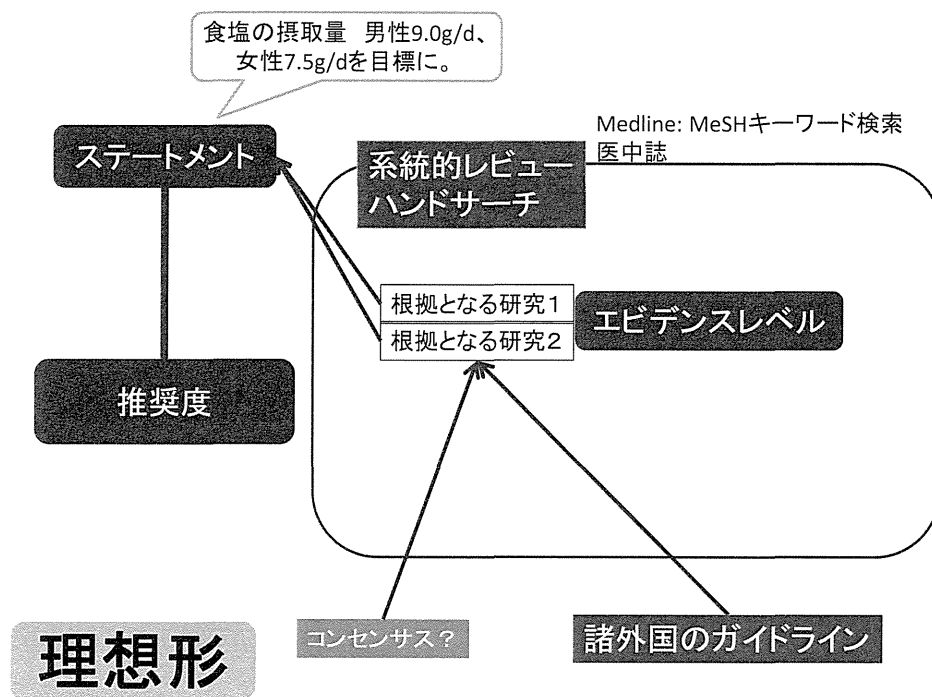 食塩の摂取量　男性9.0g/d、
女性7.5g/dを目標に。
ステートメント
Medline: MeSHキーワード検索
医中誌
系統的レビュー
ハンドサーチ
根拠となる研究１
根拠となる研究２
エビデンスレベル
推奨度
コンセンサス？
諸外国のガイドライン
理想形